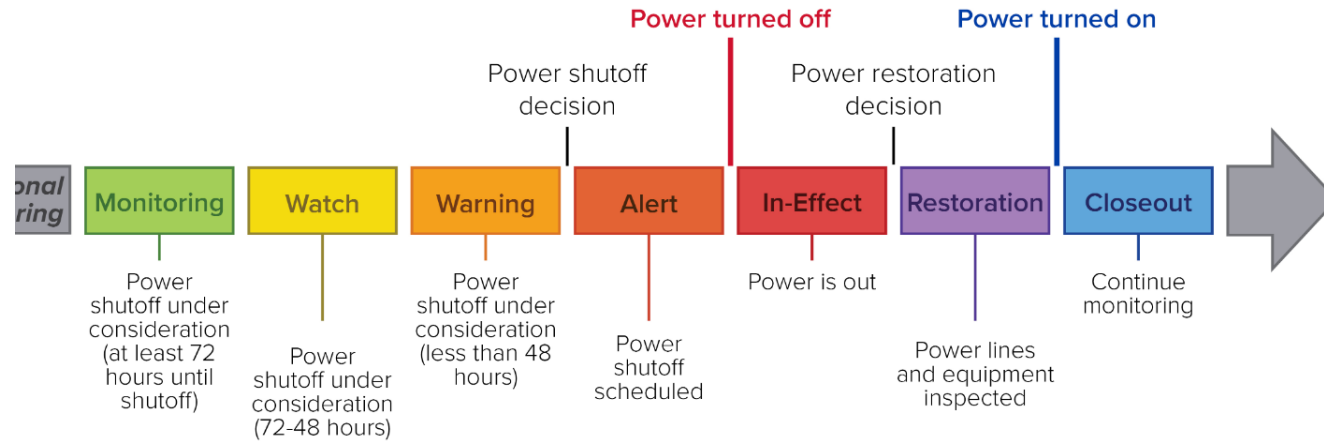 Power turned off
Power turned on
Power shutoff
decision
Power restoration
decision
onal
ring
Monitoring
Watch
Warning
Alert
In-Effect
Restoration
Closeout
Power
shutoff under
consideration
(at least 72
hours until
shutoff)
Power
shutoff under
consideration
(72-48 hours)
Power
shutoff under
consideration
(less than 48
hours)
Power
shutoff
scheduled
Power is out
Power lines
and equipment
inspected
Continue
monitoring